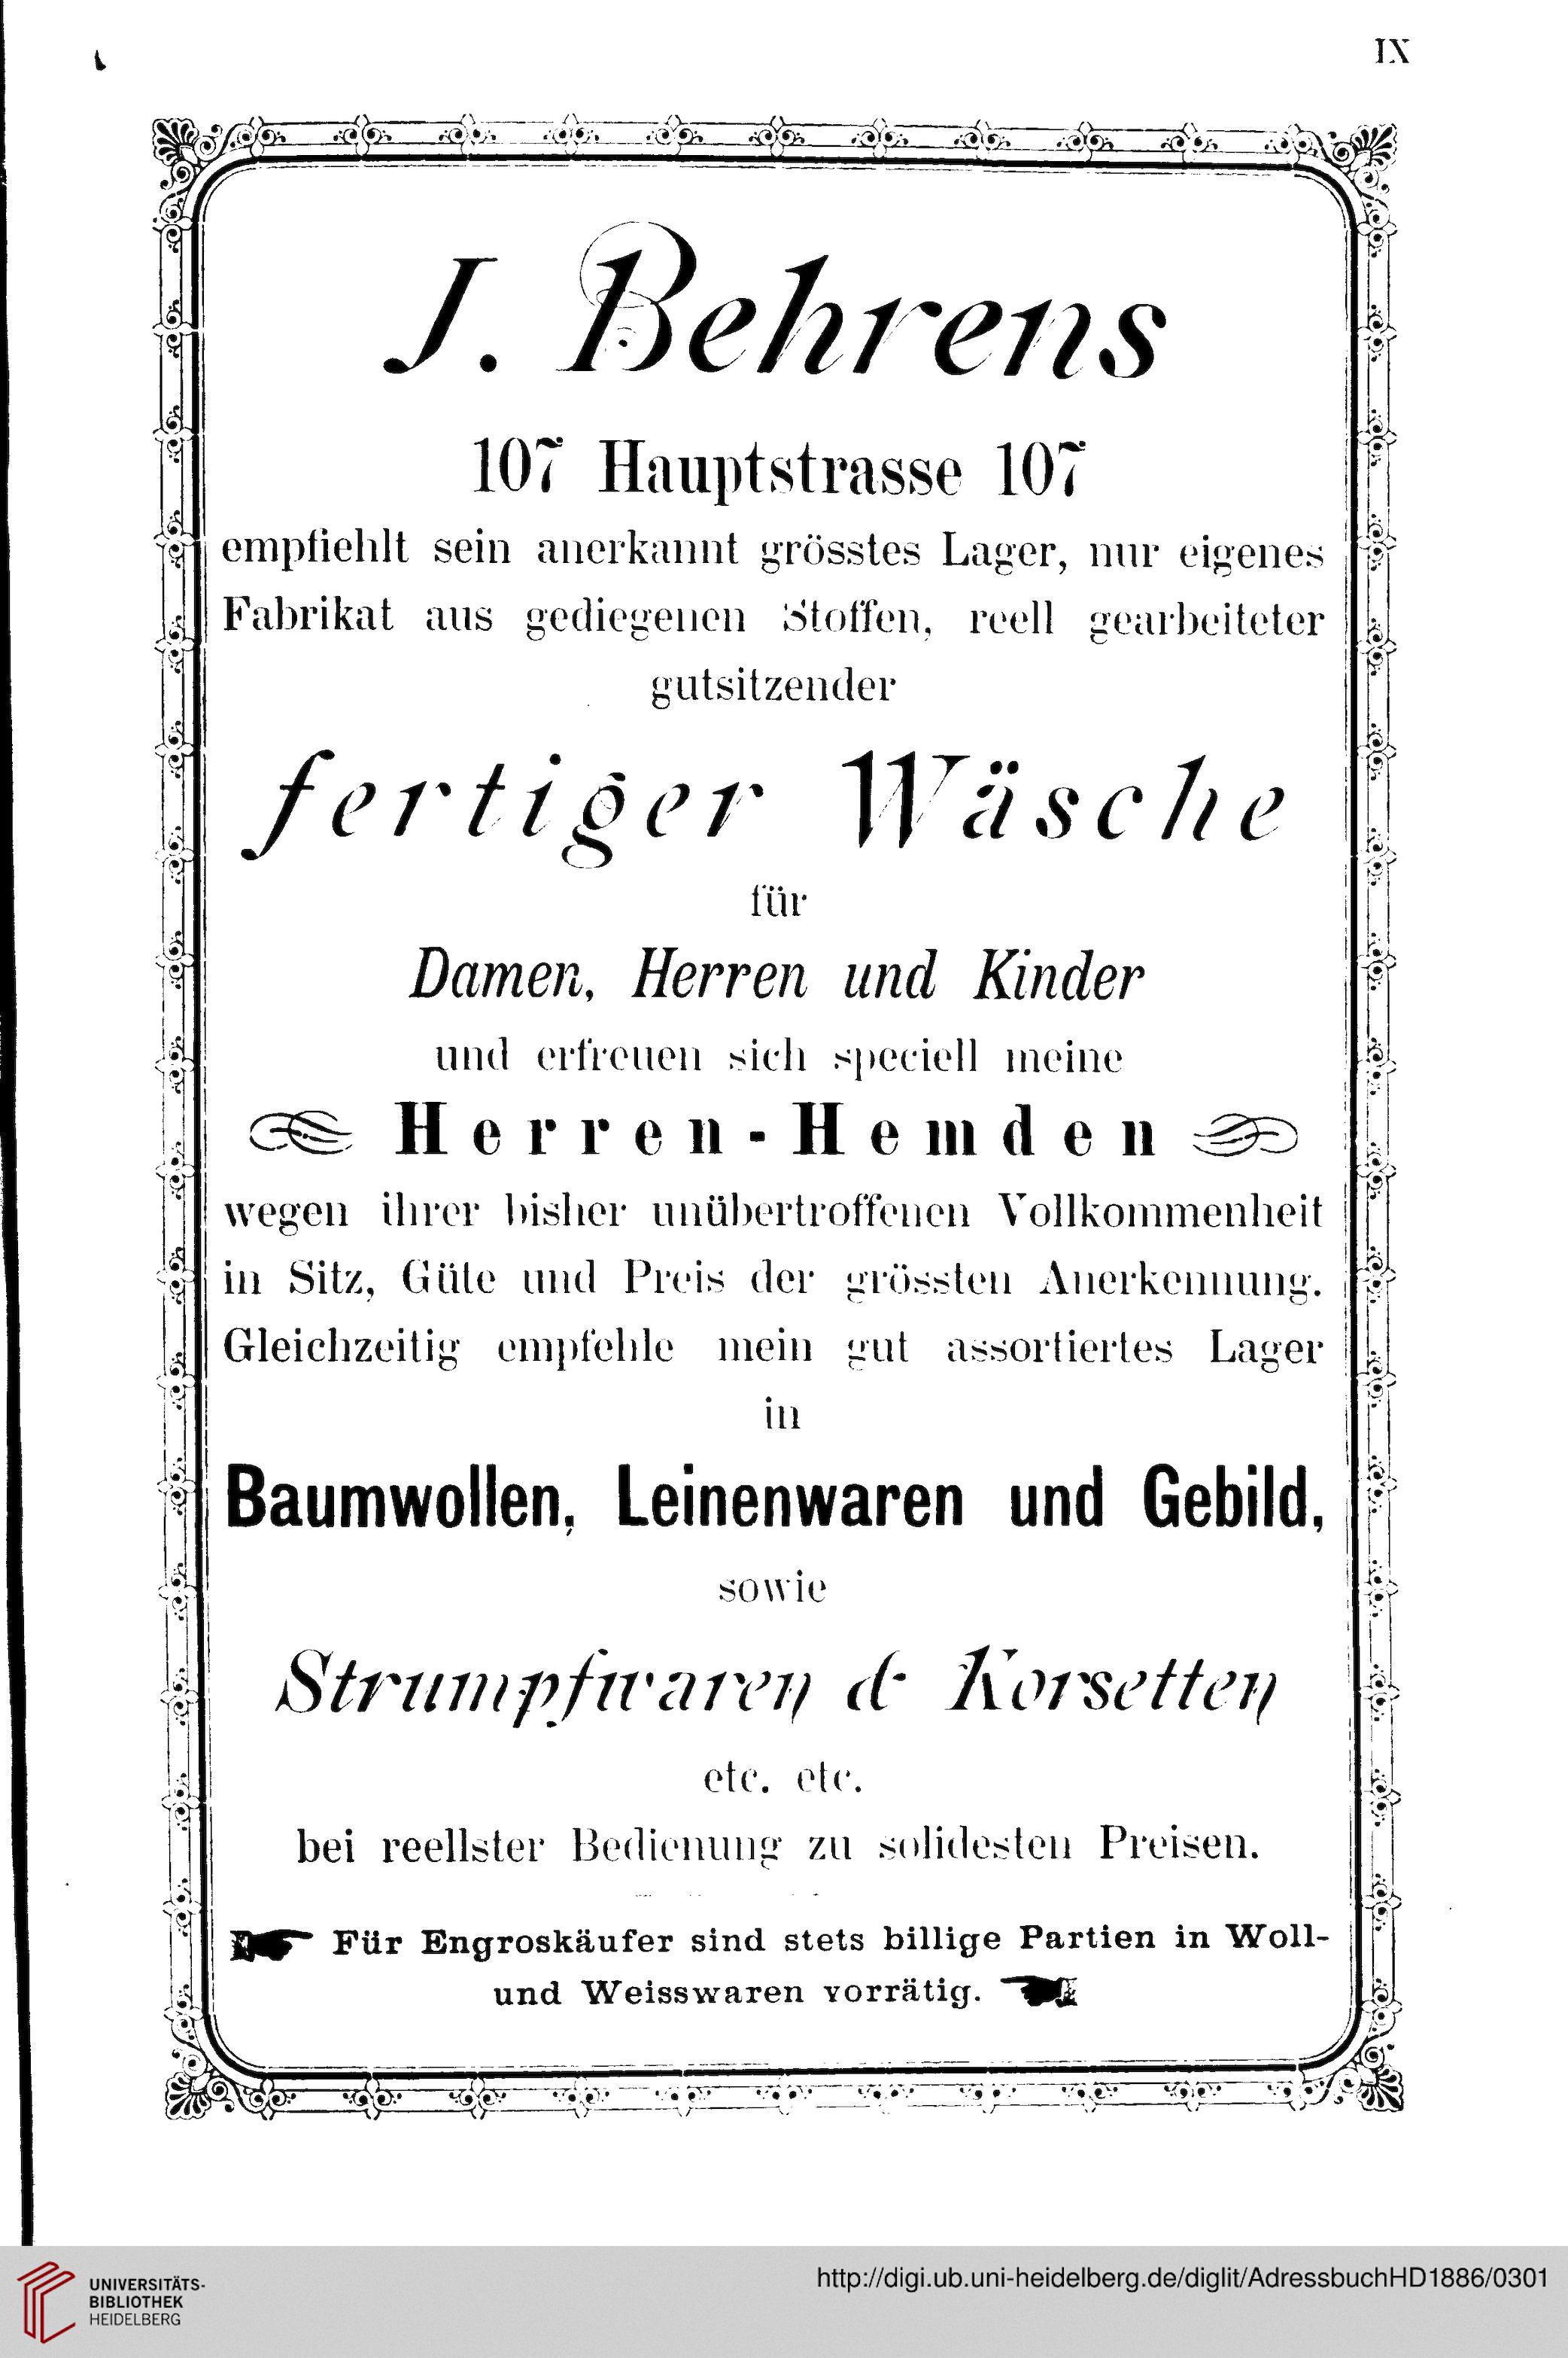 IX
J. Behrens
107 Hauptstrasse 107
empfiehlt sein anerkannt grösstes Lager, nur eigenes
Fabrikat aus gediegenen Stoffen, reell gearbeiteter
gutsitzender
fertiger Wäsche
für
Damen, Herren und Kinder
und erfreuen sich speciell meine
Herren-Hemden
wegen ihrer bisher unübertroffenen Vollkommenheit
in Sitz, Güte und Preis der grössten Anerkennung.
Gleichzeitig empfehle mein gut assortiertes Lager
in
Baumwollen, Leinenwaren und Gebild,
sowie
Strumpfwaren & Korsetten
etc. etc.
bei reellster Bedienung zu solidesten Preisen.
Für Engroskäufer sind stets billige Partien in Woll-
und Weisswaren vorrätig.
UNIVERSITÄTS-
BIBLIOTHEK
HEIDELBERG
http://digi.ub.uni-heidelberg.de/diglit/AdressbuchHD1886/0301